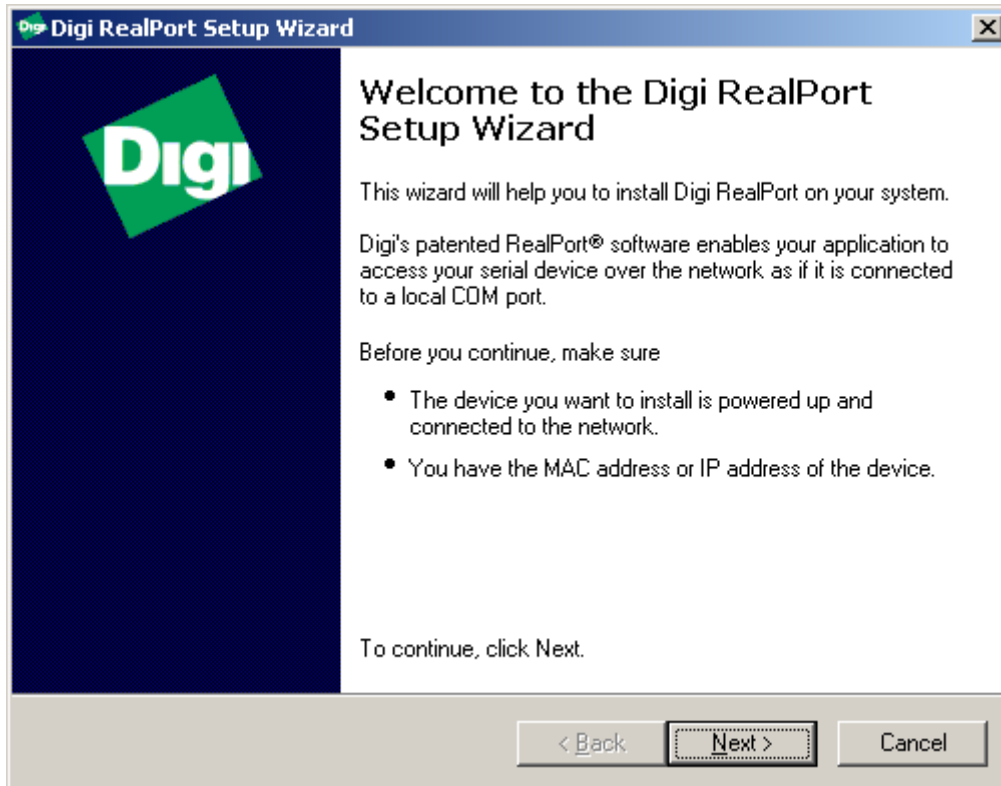 Digi RealPort Setup Wizard
Digi
Welcome to the Digi RealPort
Setup Wizard
This wizard will help you to install Digi RealPort on your system.
Digi's patented RealPort® software enables your application to
access your serial device over the network as if it is connected
to a local COM port.
Before you continue, make sure
• The device you want to install is powered up and
connected to the network.
• You have the MAC address or IP address of the device.
To continue, click Next.
< Back
Next >
Cancel